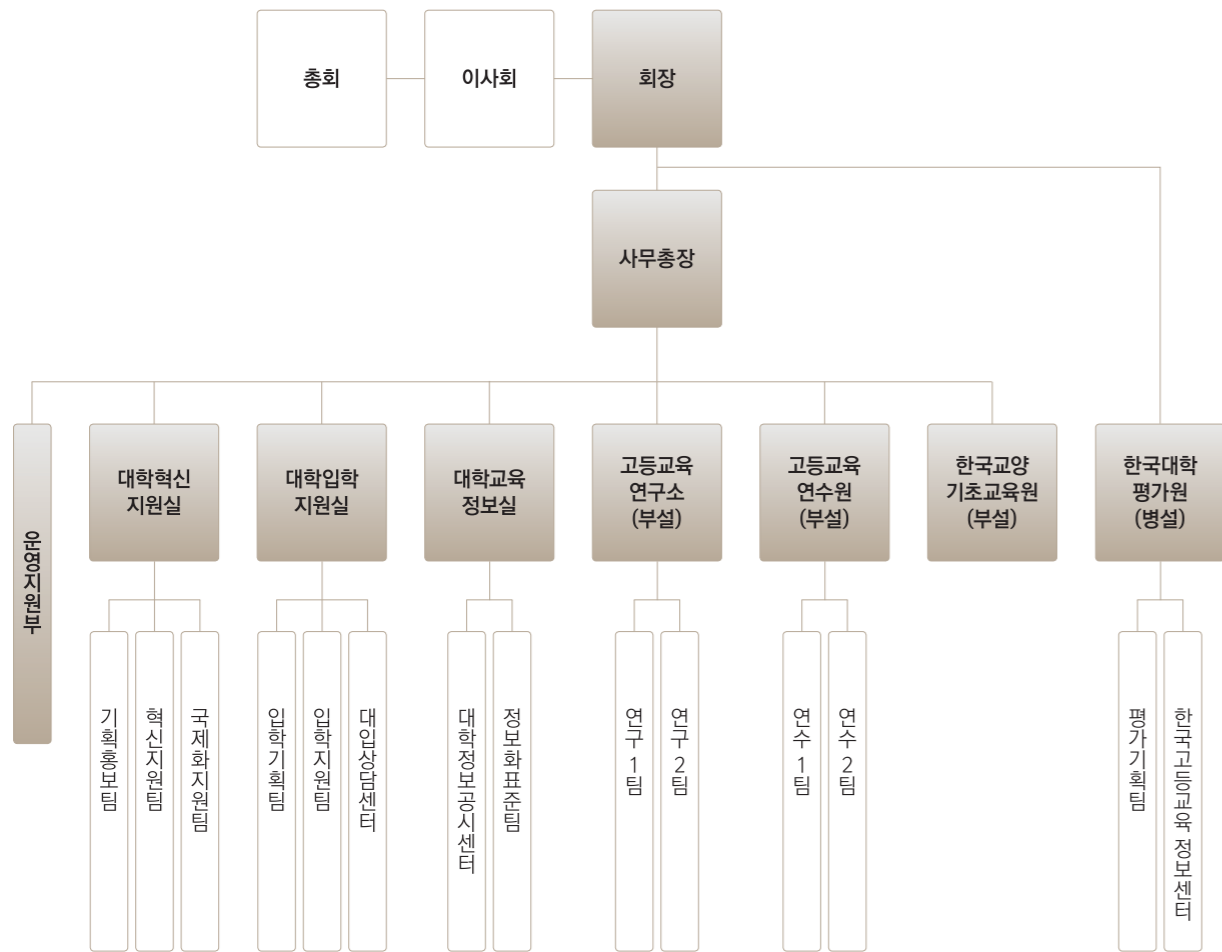 총회
이사회
회장
사무총장
운영지원부
대학혁신
지원실
대학입학
지원실
대학교육
정보실
고등교육
연구소
(부설)
고등교육
연수원
(부설)
한국교양
기초교육원
(부설)
한국대학
평가원
(병설)
기획홍보팀
혁신지원팀
국제화지원팀
입학기획팀
입학지원팀
대입상담센터
대학정보공시센터
정보화표준팀
연구 1팀
연구 2팀
연수 1팀
연수 2팀
평가기획팀
한국고등교육 정보센터